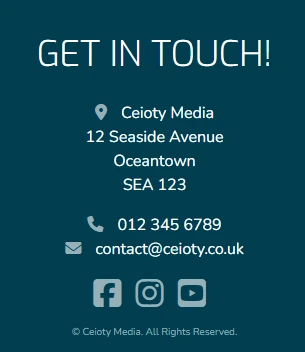 GET IN TOUCH!
Ceioty Media
12 Seaside Avenue
Oceantown
SEA 123
012 345 6789
contact@ceioty.co.uk
© Ceioty Media. All Rights Reserved.